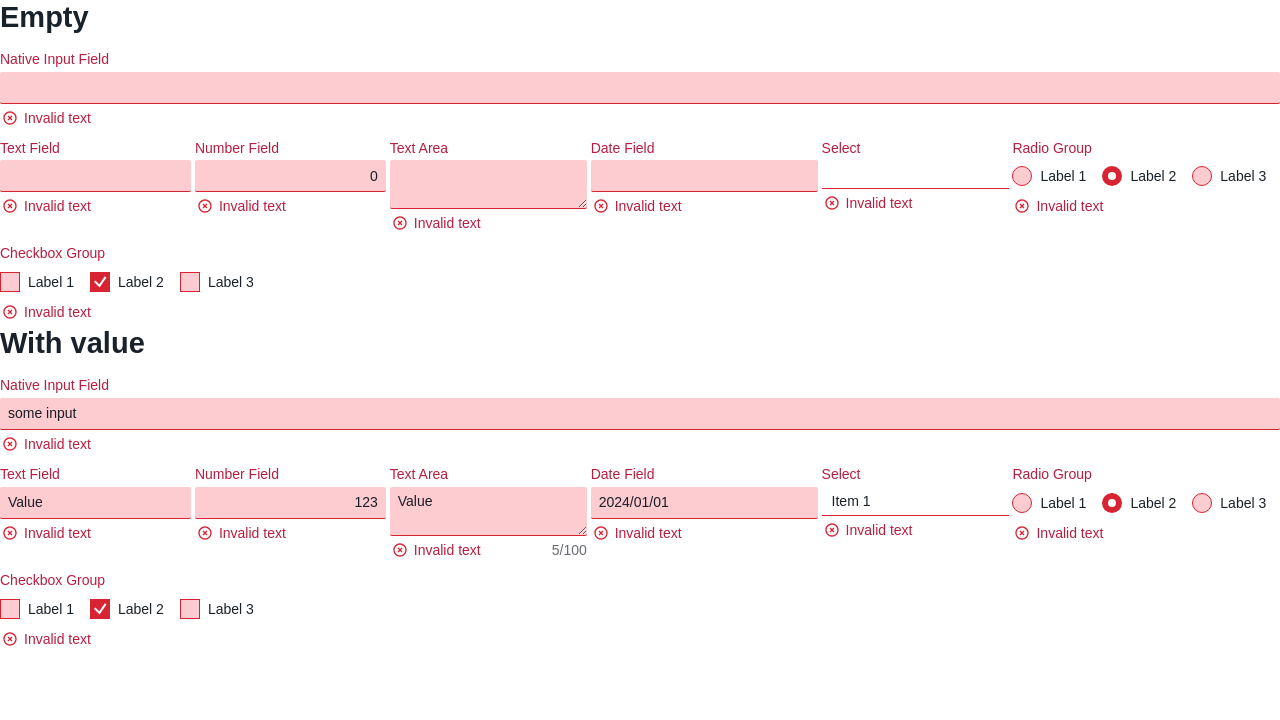 Empty
Native Input Field
Invalid text
Text Field Number Field Text Area Date Field Select Radio Group
0 Label 1 Label 2 Label 3
Invalid text Invalid text Invalid text Invalid text Invalid text Invalid text
Checkbox Group
Label 1 Label 2 Label 3
Invalid text
With value
Native Input Field
some input
Invalid text
Text Field Number Field Text Area Date Field Select Radio Group
Value 123 Value 2024/01/01 Item 1 Label 1 Label 2 Label 3
Invalid text Invalid text Invalid text 5/100 Invalid text Invalid text Invalid text
Checkbox Group
Label 1 Label 2 Label 3
Invalid text